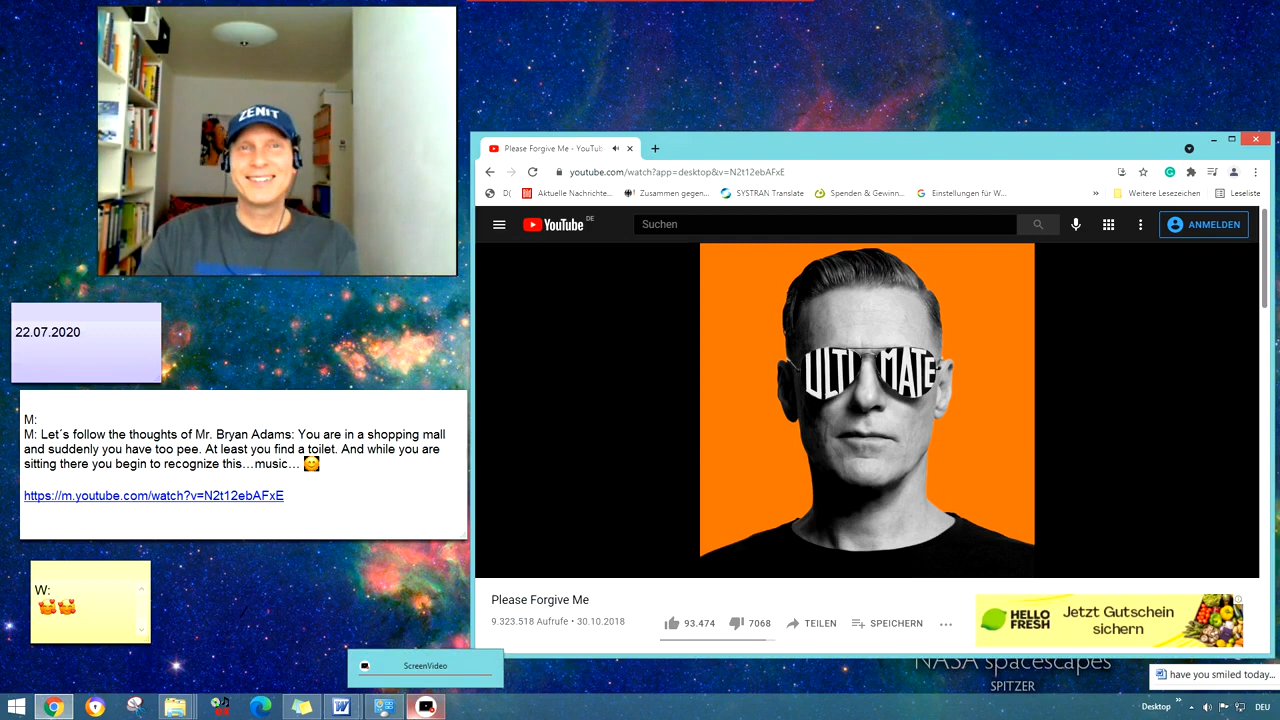 ZENIT
22.07.2020
M:
M: Let´s follow the thoughts of Mr. Bryan Adams: You are in a shopping mall
and suddenly you have too pee. At least you find a toilet. And while you are
sitting there you begin to recognize this…music… 😊
https://m.youtube.com/watch?v=N2t12ebAFxE
W:
🥰🥰
ScreenVideo
Please Forgive Me - YouTub
youtube.com/watch?app=desktop&v=N2t12ebAFxE
D(
Aktuelle Nachrichte...
Zusammen gegen...
SYSTRAN Translate
Spenden & Gewinn...
Einstellungen für W...
»
Weitere Lesezeichen
Leseliste
YouTube DE
Suchen
ANMELDEN
ULTIMATE
Please Forgive Me
9.323.518 Aufrufe • 30.10.2018
93.474
7068
TEILEN
SPEICHERN
HELLO
FRESH
Jetzt Gutschein
sichern
NASA spacescapes
SPITZER
have you smiled today...
Desktop
»
DEU